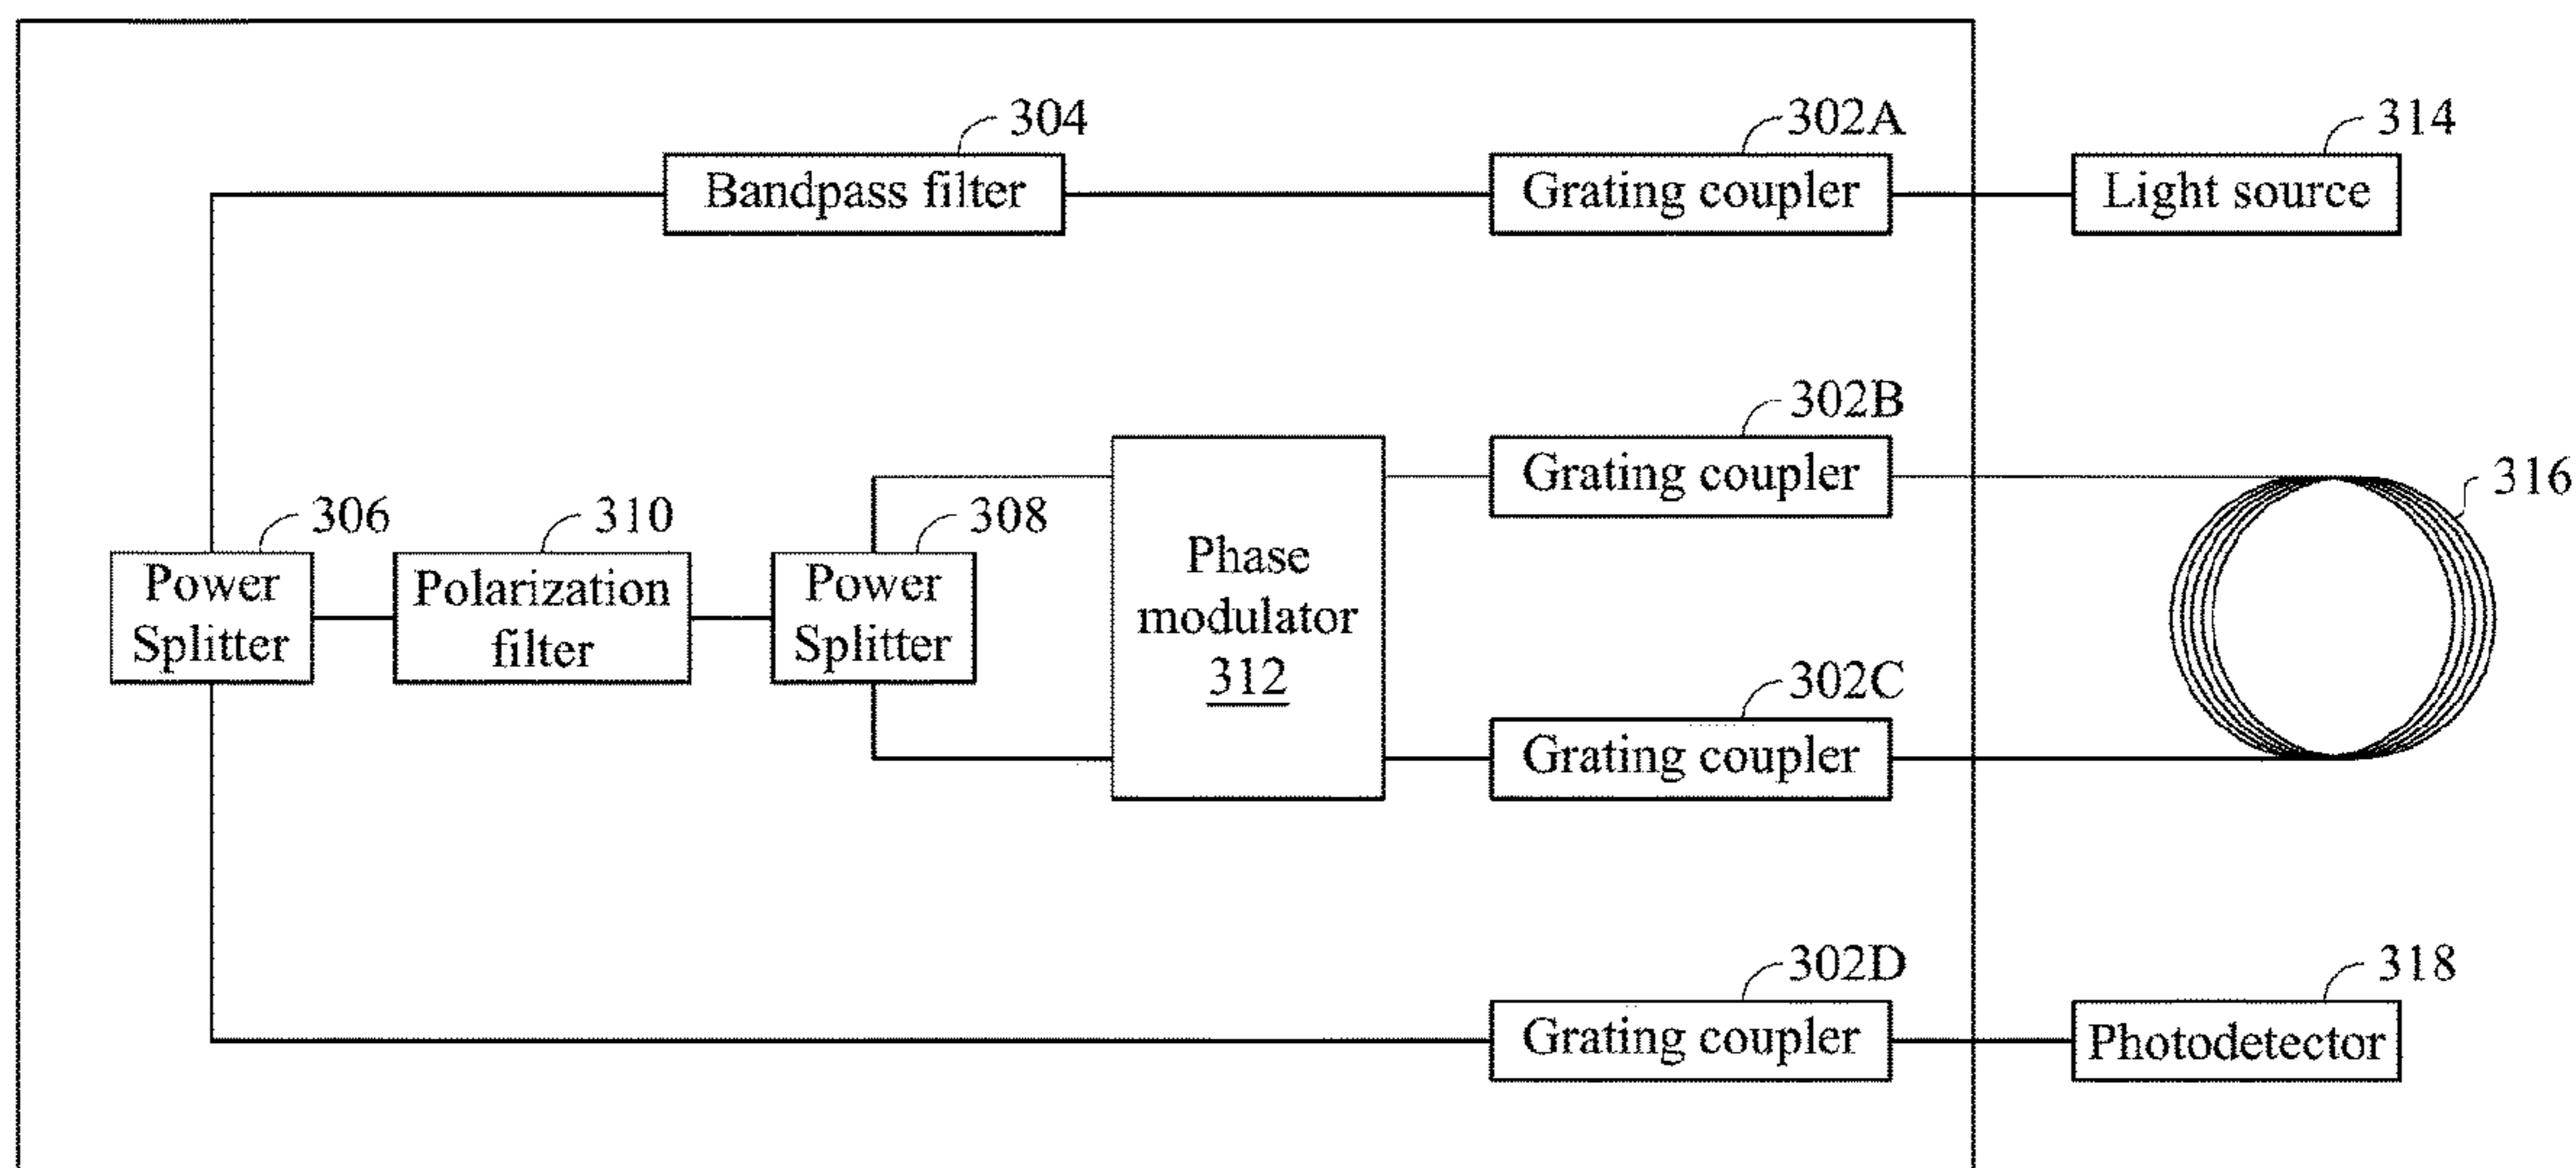 304
302A
314
Bandpass filter
Grating coupler
Light source
302B
Grating coupler
316
306
310
308
Power
Splitter
Polarization
filter
Power
Splitter
Phase
modulator
312
302C
Grating coupler
302D
318
Grating coupler
Photodetector